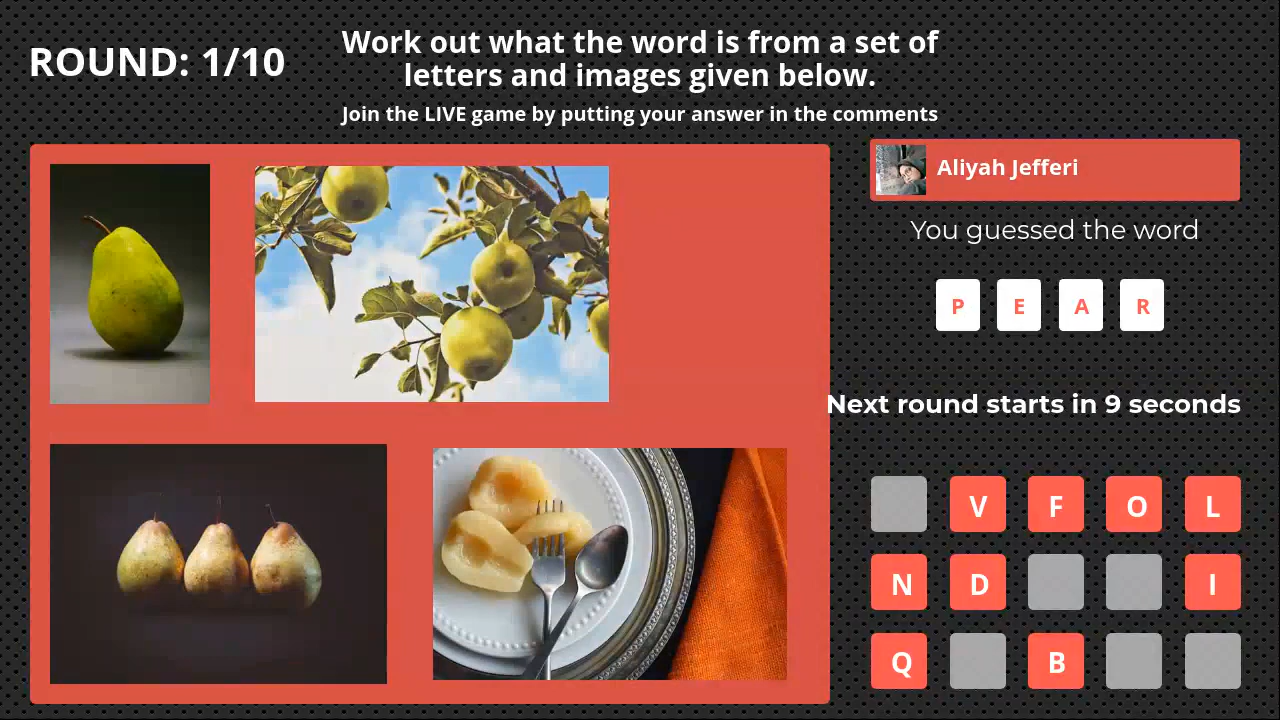 ROUND: 1/10
Work out what the word is from a set of
letters and images given below.
Join the LIVE game by putting your answer in the comments
Aliyah Jefferi
You guessed the word
P E A R
Next round starts in 9 seconds
V F O L
N D I
Q B